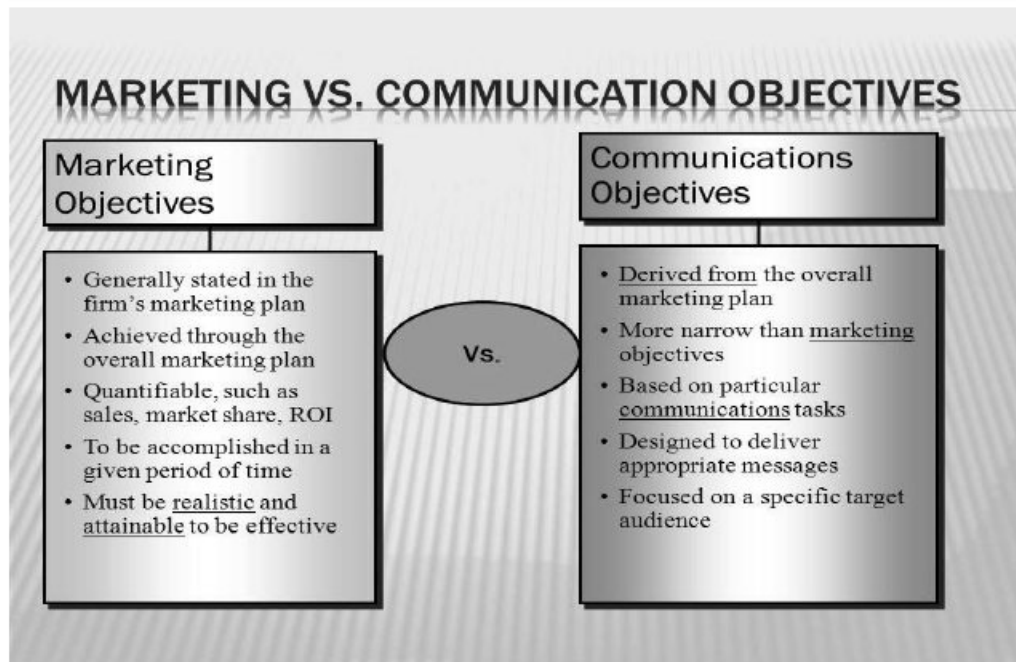 MARKETING VS. COMMUNICATION OBJECTIVES
Marketing
Objectives
• Generally stated in the
firm's marketing plan
• Achieved through the
overall marketing plan
• Quantifiable, such as
sales, market share, ROI
• To be accomplished in a
given period of time
• Must be realistic and
attainable to be effective
Vs.
Communications
Objectives
• Derived from the overall
marketing plan
• More narrow than marketing
objectives
• Based on particular
communications tasks
• Designed to deliver
appropriate messages
• Focused on a specific target
audience